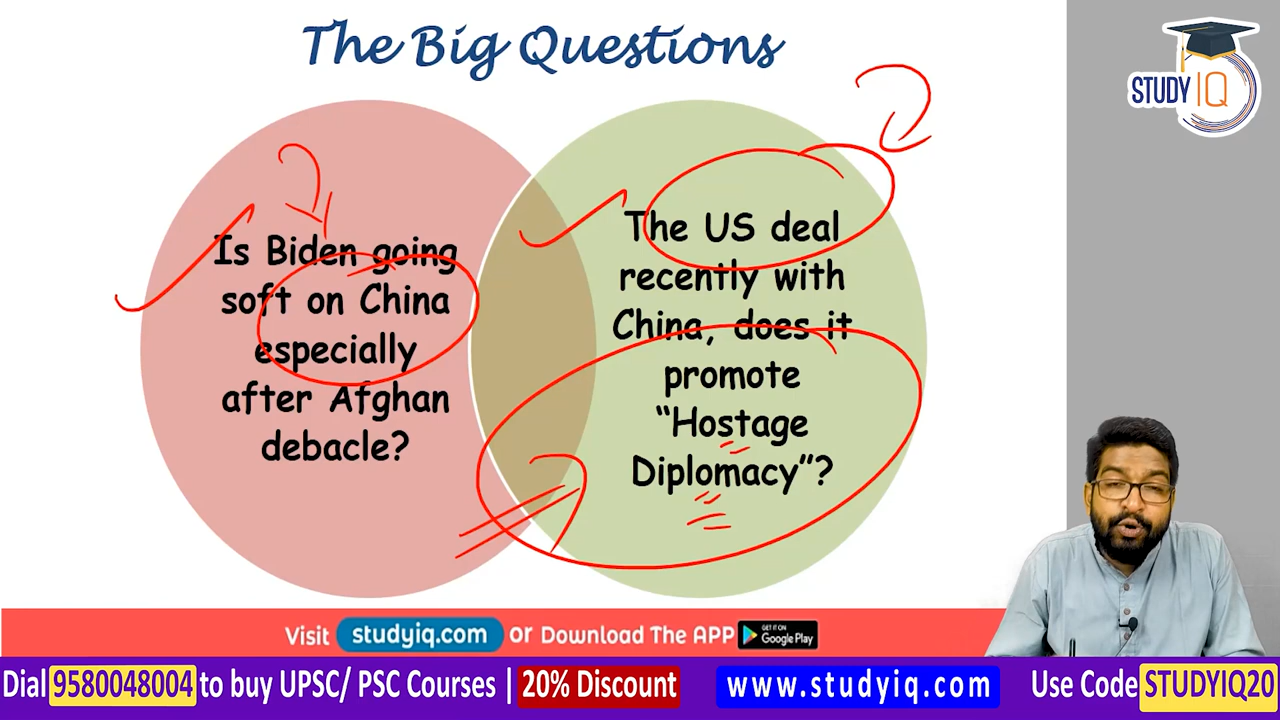 The Big Questions
STUDY IQ
Is Biden going
soft on China
especially
after Afghan
debacle?
The US deal
recently with
China, does it
promote
“Hostage
Diplomacy”?
Visit studyiq.com or Download The APP GET IT ON Google Play
Dial 9580048004 to buy UPSC/ PSC Courses | 20% Discount www.studyiq.com Use Code STUDYIQ20